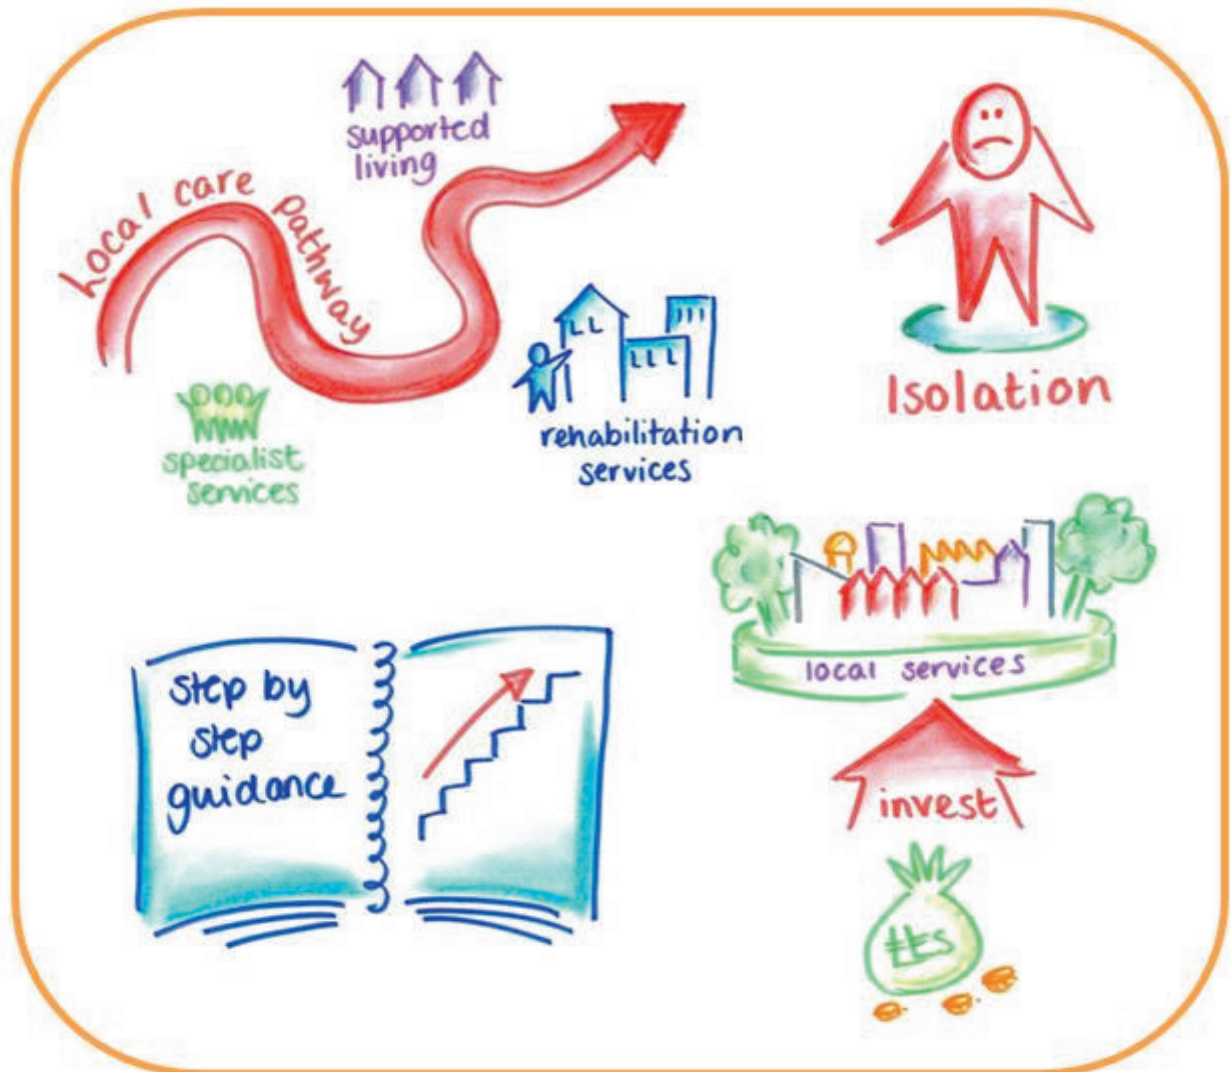 supported
living
Local care pathway
specialist
services
rehabilitation
services
Isolation
local services
invest
££s
step by
step
guidance